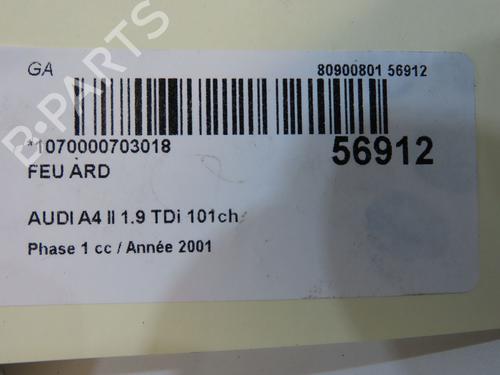 GA
80900801 56912
*1070000703018
56912
FEU ARD
AUDI A4 II 1.9 TDi 101ch
Phase 1 cc / Année 2001
B-PARTS